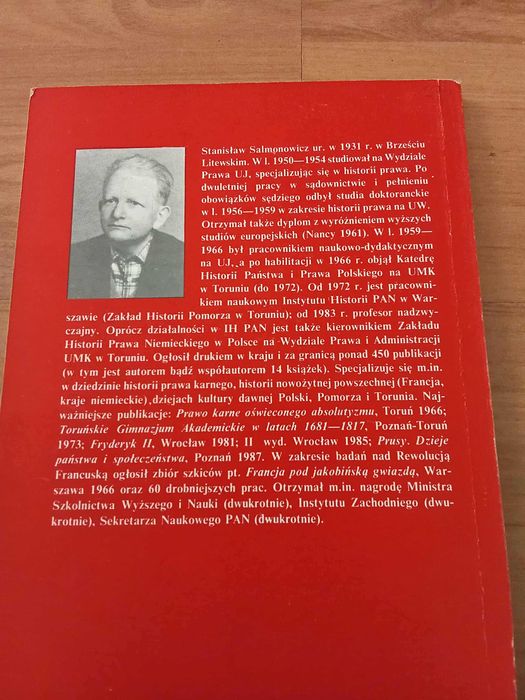 Stanisław Salmonowicz ur. w 1931 r. w Brześciu
Litewskim. W l. 1950—1954 studiował na Wydziale
Prawa UJ, specjalizując się w historii prawa. Po
dwuletniej pracy w sądownictwie i pełnieniu
obowiązków sędziego odbył studia doktoranckie
w l. 1956—1959 w zakresie historii prawa na UW.
Otrzymał także dyplom z wyróżnieniem wyższych
studiów europejskich (Nancy 1961). W l. 1959—
1966 był pracownikiem naukowo-dydaktycznym
na UJ, a po habilitacji w 1966 r. objął Katedrę
Historii Państwa i Prawa Polskiego na UMK
w Toruniu (do 1972). Od 1972 r. jest pracowni-
kiem naukowym Instytutu Historii PAN w War-
szawie (Zakład Historii Pomorza w Toruniu); od 1983 r. profesor nadzwy-
czajny. Oprócz działalności w IH PAN jest także kierownikiem Zakładu
Historii Prawa Niemieckiego w Polsce na Wydziale Prawa i Administracji
UMK w Toruniu. Ogłosił drukiem w kraju i za granicą ponad 450 publikacji
(w tym jest autorem bądź współautorem 14 książek). Specjalizuje się m.in.
w dziedzinie historii prawa karnego, historii nowożytnej powszechnej (Francja,
kraje niemieckie), dziejach kultury dawnej Polski, Pomorza i Torunia. Naj-
ważniejsze publikacje: Prawo karne oświeconego absolutyzmu, Toruń 1966;
Toruńskie Gimnazjum Akademickie w latach 1681—1817, Poznań-Toruń
1973; Fryderyk II, Wrocław 1981; II wyd. Wrocław 1985; Prusy. Dzieje
państwa i społeczeństwa, Poznań 1987. W zakresie badań nad Rewolucją
Francuską ogłosił zbiór szkiców pt. Francja pod jakobińską gwiazdą, War-
szawa 1966 oraz 60 drobniejszych prac. Otrzymał m.in. nagrodę Ministra
Szkolnictwa Wyższego i Nauki (dwukrotnie), Instytutu Zachodniego (dwu-
krotnie), Sekretarza Naukowego PAN (dwukrotnie).